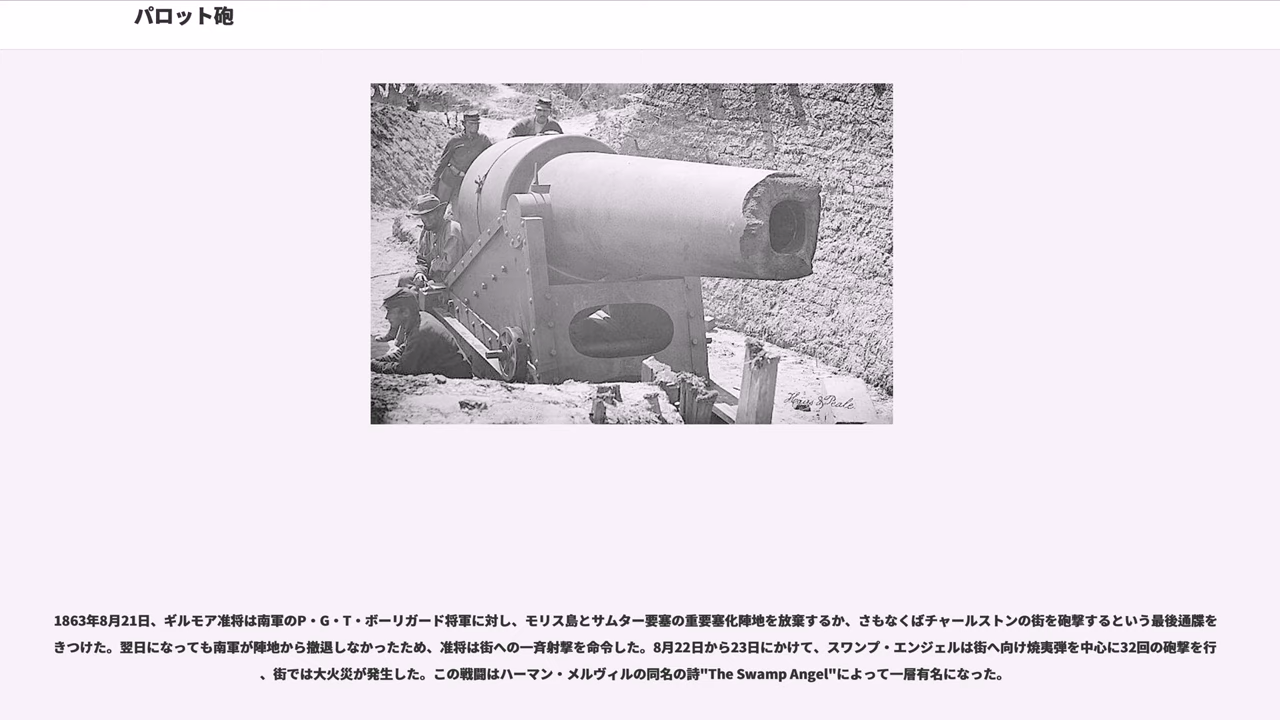 パロット砲
Haas & Peale
1863年8月21日、ギルモア准将は南軍のP・G・T・ボーリガード将軍に対し、モリス島とサムター要塞の重要塞化陣地を放棄するか、さもなくばチャールストンの街を砲撃するという最後通牒を
きつけた。翌日になっても南軍が陣地から撤退しなかったため、准将は街への一斉射撃を命令した。8月22日から23日にかけて、スワンプ・エンジェルは街へ向け焼夷弾を中心に32回の砲撃を行
、街では大火災が発生した。この戦闘はハーマン・メルヴィルの同名の詩"The Swamp Angel"によって一層有名になった。